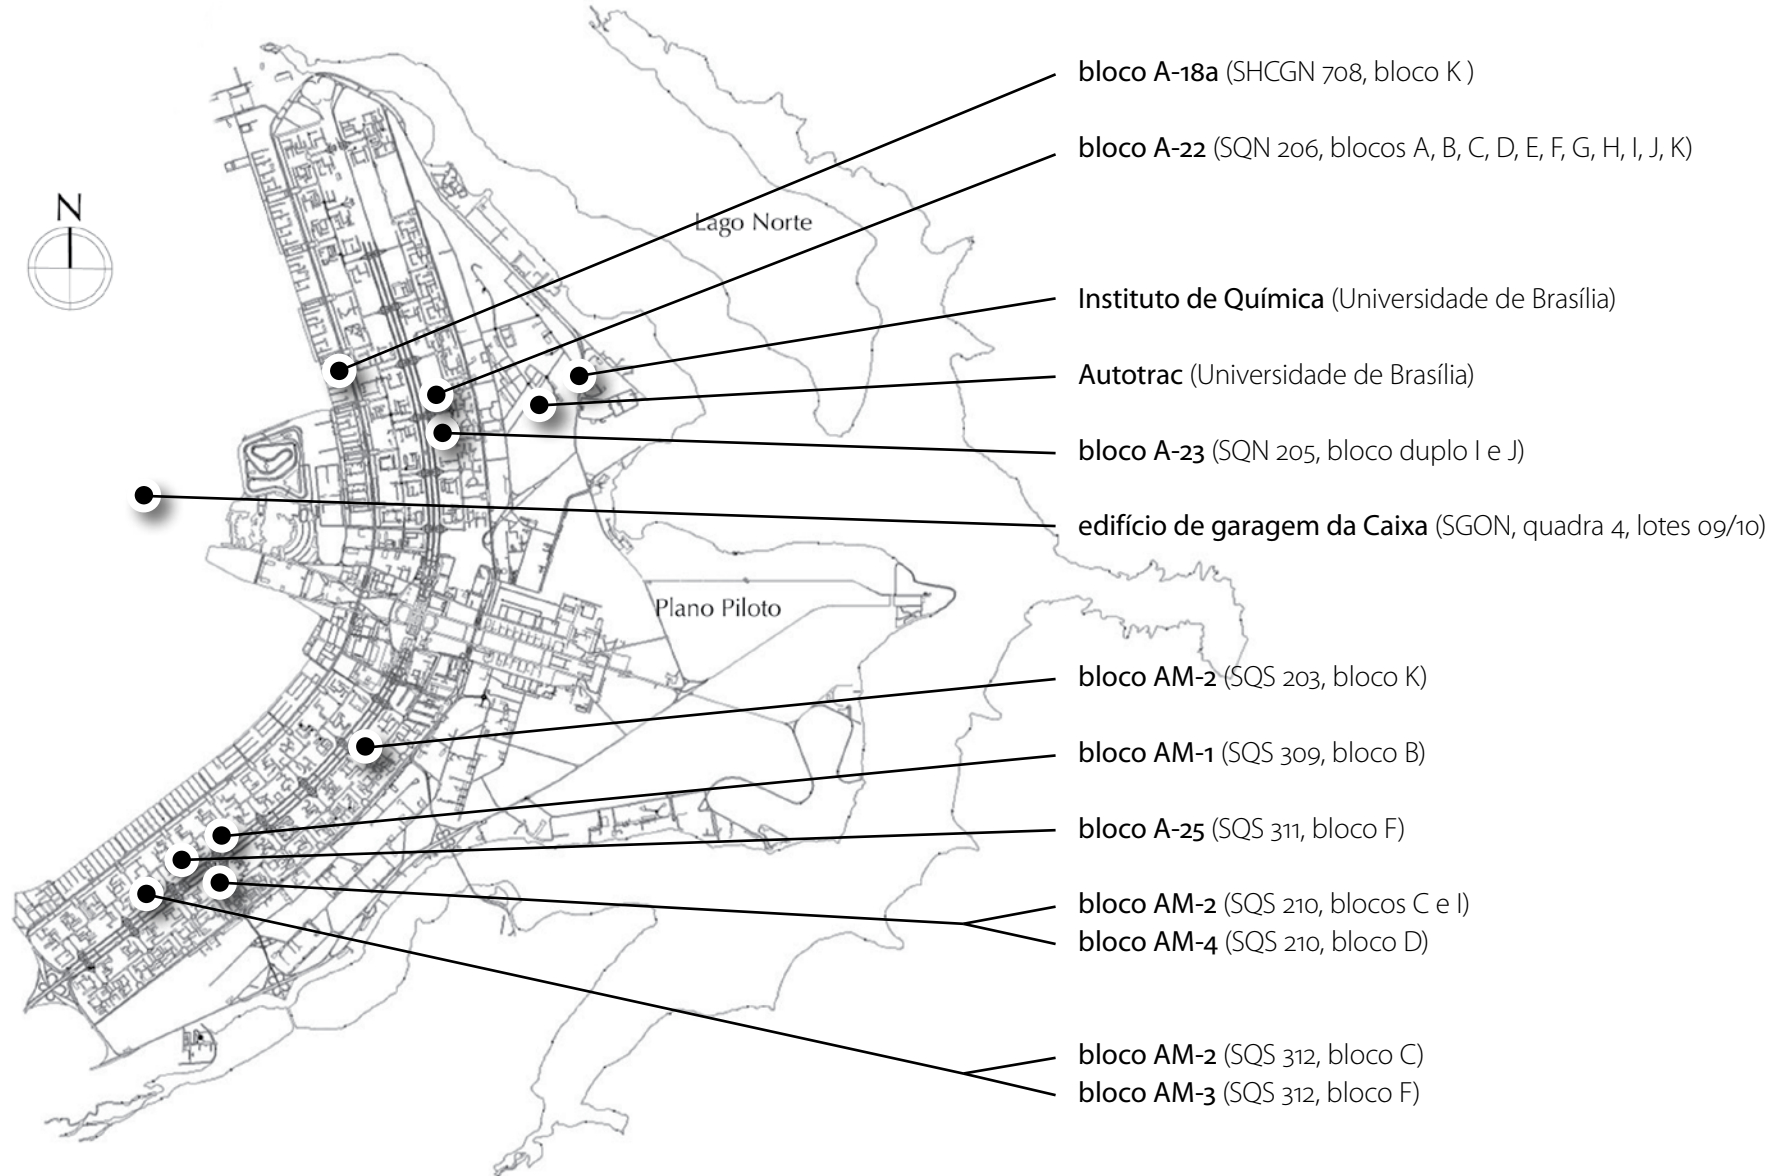 bloco A-18a (SHCGN 708, bloco K )
bloco A-22 (SQN 206, blocos A, B, C, D, E, F, G, H, I, J, K)
N
Lago Norte
Instituto de Química (Universidade de Brasília)
Autotrac (Universidade de Brasília)
bloco A-23 (SQN 205, bloco duplo I e J)
edifício de garagem da Caixa (SGON, quadra 4, lotes 09/10)
Plano Piloto
bloco AM-2 (SQS 203, bloco K)
bloco AM-1 (SQS 309, bloco B)
bloco A-25 (SQS 311, bloco F)
bloco AM-2 (SQS 210, blocos C e I)
bloco AM-4 (SQS 210, bloco D)
bloco AM-2 (SQS 312, bloco C)
bloco AM-3 (SQS 312, bloco F)